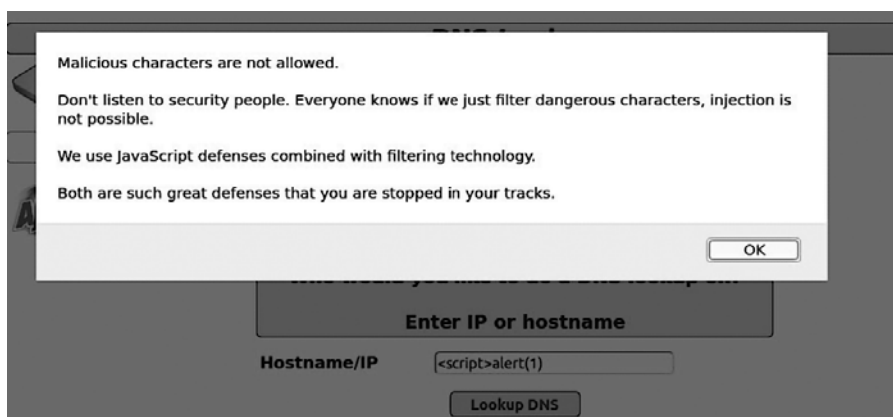 Malicious characters are not allowed.
Don't listen to security people. Everyone knows if we just filter dangerous characters, injection is
not possible.
We use JavaScript defenses combined with filtering technology.
Both are such great defenses that you are stopped in your tracks.
OK
Enter IP or hostname
Hostname/IP
<script>alert(1)
Lookup DNS